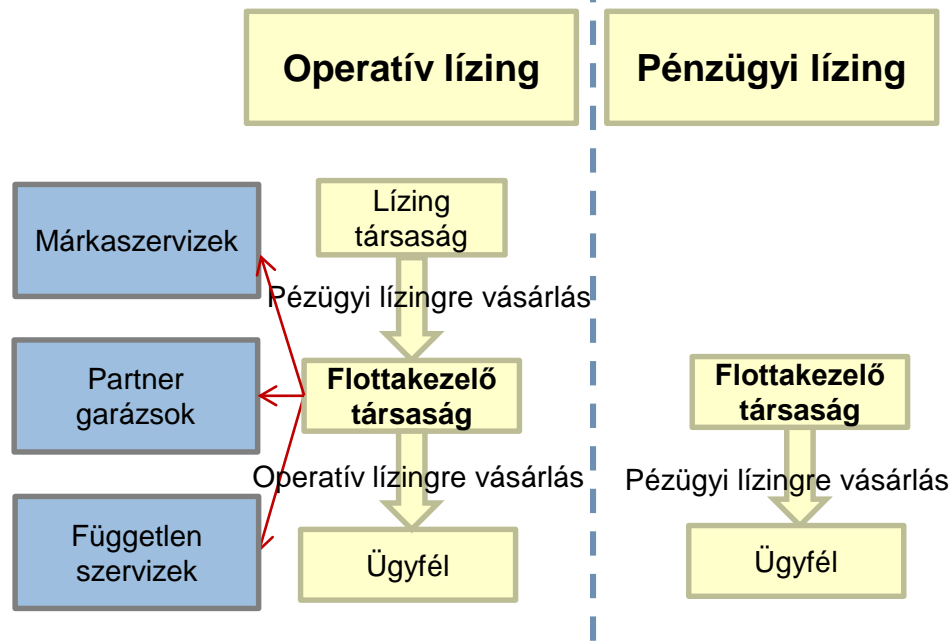 Operatív lízing
Pénzügyi lízing
Márkaszervizek
Lízing
társaság
Pézügyi lízingre vásárlás
Partner
garázsok
Flottakezelő
társaság
Flottakezelő
társaság
Operatív lízingre vásárlás
Pézügyi lízingre vásárlás
Független
szervizek
Ügyfél
Ügyfél